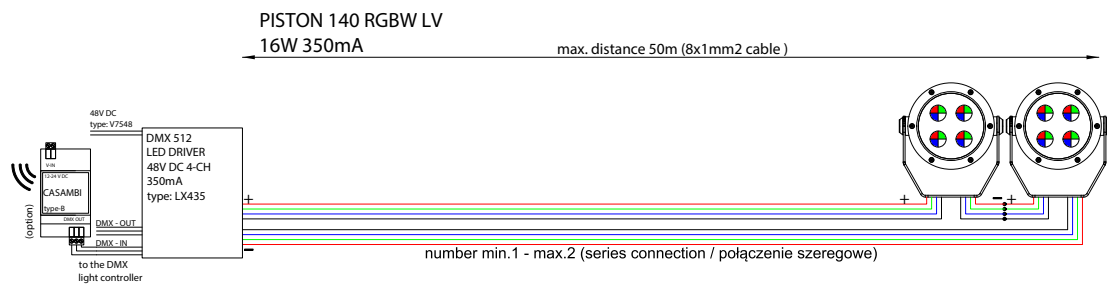 PISTON 140 RGBW LV
16W 350mA
max. distance 50m (8x1mm2 cable )
48V DC
type: V7548
DMX 512
LED DRIVER
48V DC 4-CH
350mA
type: LX435
V-IN
12-24 V DC
CASAMBI
type-B
DMX OUT
(option)
DMX - OUT
DMX - IN
to the DMX
light controller
+
–
+
–
+
number min.1 - max.2 (series connection / połączenie szeregowe)